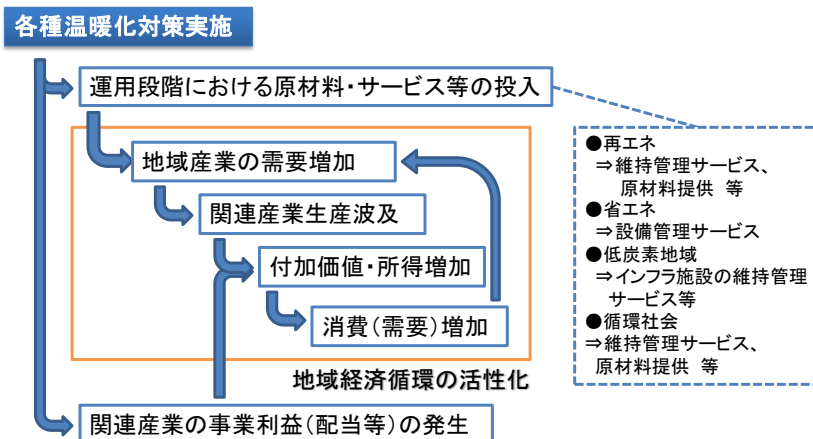 各種温暖化対策実施
運用段階における原材料・サービス等の投入
地域産業の需要増加
関連産業生産波及
付加価値・所得増加
消費（需要）増加
地域経済循環の活性化
関連産業の事業利益（配当等）の発生
●再エネ
⇒維持管理サービス、
原材料提供 等
●省エネ
⇒設備管理サービス
●低炭素地域
⇒インフラ施設の維持管理
サービス等
●循環社会
⇒維持管理サービス、
原材料提供 等